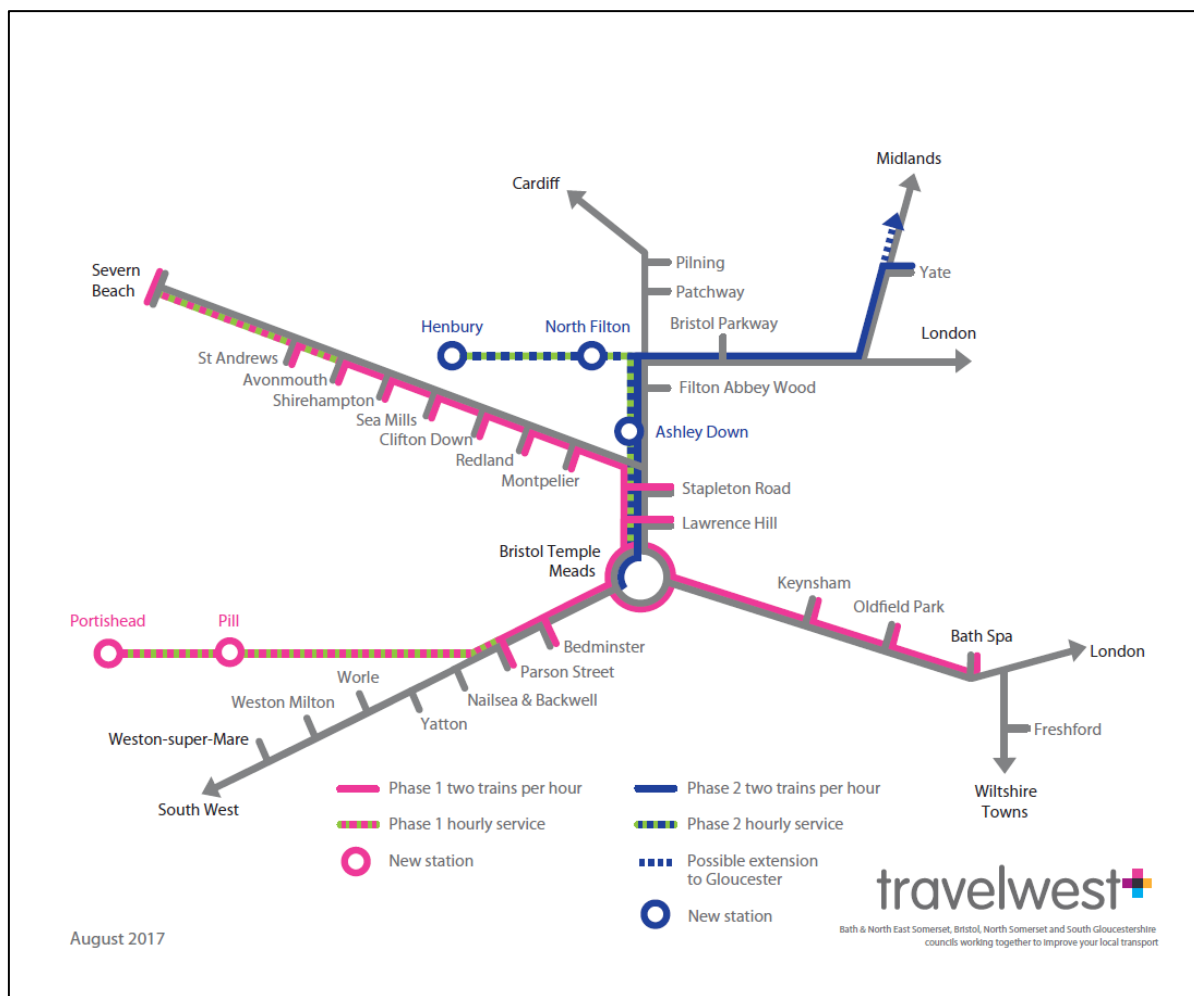 Midlands
Cardiff
Severn
Beach
Pilning
Patchway
Yate
Henbury
North Filton
Bristol Parkway
London
St Andrews
Avonmouth
Shirehampton
Sea Mills
Clifton Down
Redland
Montpelier
Filton Abbey Wood
Ashley Down
Stapleton Road
Lawrence Hill
Bristol Temple
Meads
Keynsham
Oldfield Park
Bath Spa
London
Portishead
Pill
Bedminster
Parson Street
Nailsea & Backwell
Yatton
Worle
Weston Milton
Weston-super-Mare
South West
Freshford
Wiltshire
Towns
Phase 1 two trains per hour
Phase 1 hourly service
New station
Phase 2 two trains per hour
Phase 2 hourly service
Possible extension
to Gloucester
New station
travelwest
Bath & North East Somerset, Bristol, North Somerset and South Gloucestershire
councils working together to improve your local transport
August 2017